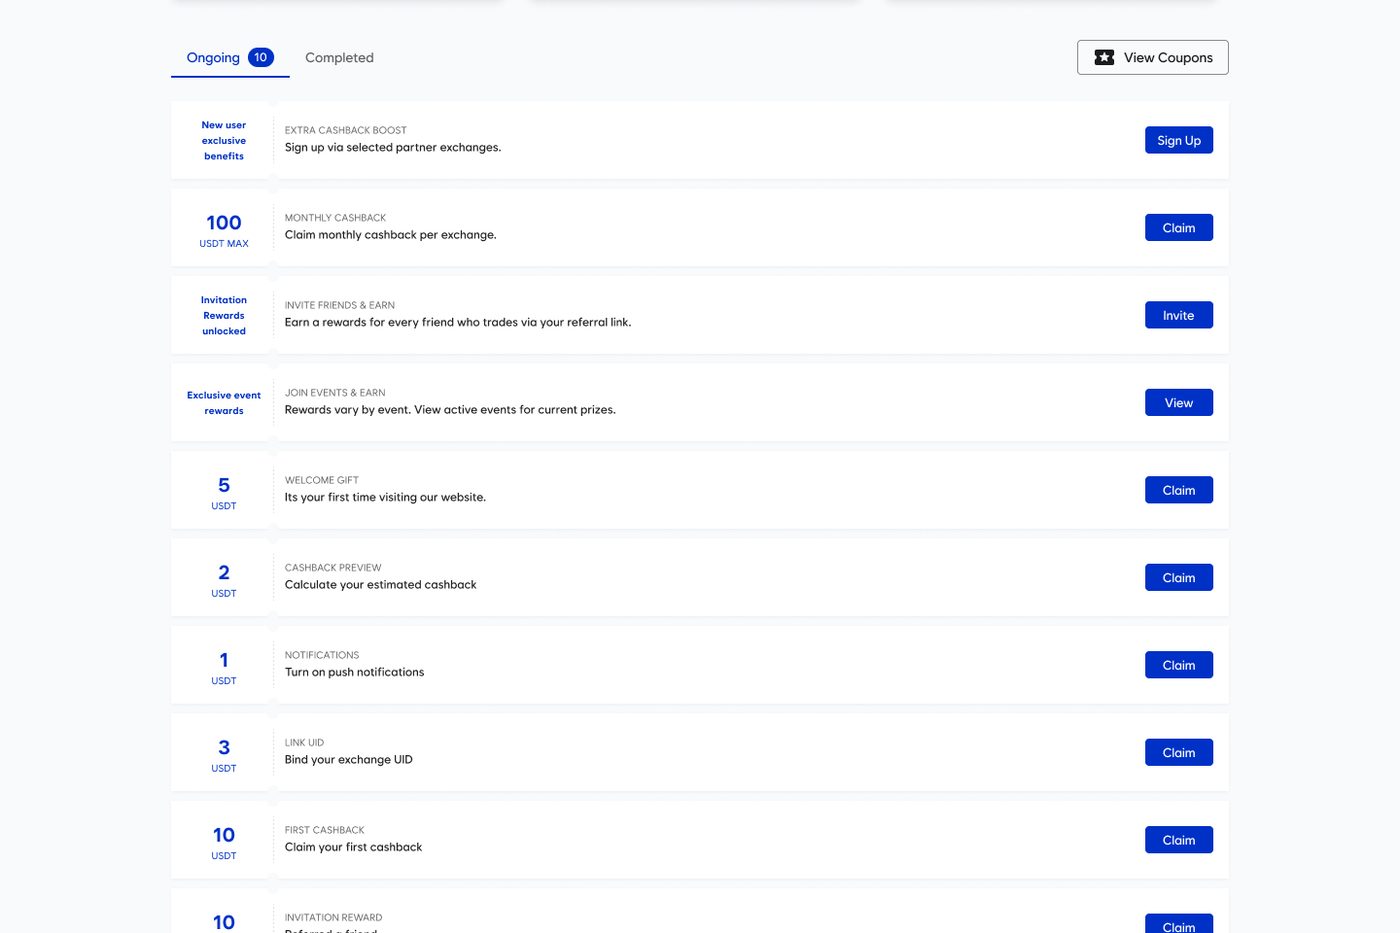 Ongoing 10 Completed
View Coupons
New user
exclusive
benefits
EXTRA CASHBACK BOOST
Sign up via selected partner exchanges.
Sign Up
100
USDT MAX
MONTHLY CASHBACK
Claim monthly cashback per exchange.
Claim
Invitation
Rewards
unlocked
INVITE FRIENDS & EARN
Earn a rewards for every friend who trades via your referral link.
Invite
Exclusive event
rewards
JOIN EVENTS & EARN
Rewards vary by event. View active events for current prizes.
View
5
USDT
WELCOME GIFT
Its your first time visiting our website.
Claim
2
USDT
CASHBACK PREVIEW
Calculate your estimated cashback
Claim
1
USDT
NOTIFICATIONS
Turn on push notifications
Claim
3
USDT
LINK UID
Bind your exchange UID
Claim
10
USDT
FIRST CASHBACK
Claim your first cashback
Claim
10
INVITATION REWARD
Referred a friend
Claim